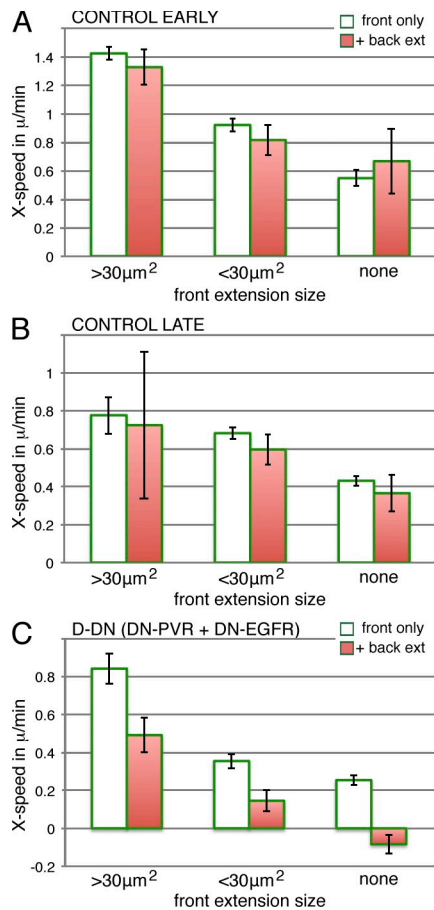 A CONTROL EARLY
front only
+ back ext
X-speed in µ/min
1.4
1.2
1
0.8
0.6
0.4
0.2
0
>30µm² <30µm² none
front extension size
B CONTROL LATE
X-speed in µ/min
1
0.8
0.6
0.4
0.2
0
>30µm² <30µm² none
front extension size
C D-DN (DN-PVR + DN-EGFR)
front only
+ back ext
X-speed in µ/min
0.8
0.6
0.4
0.2
0
-0.2
>30µm² <30µm² none
front extension size